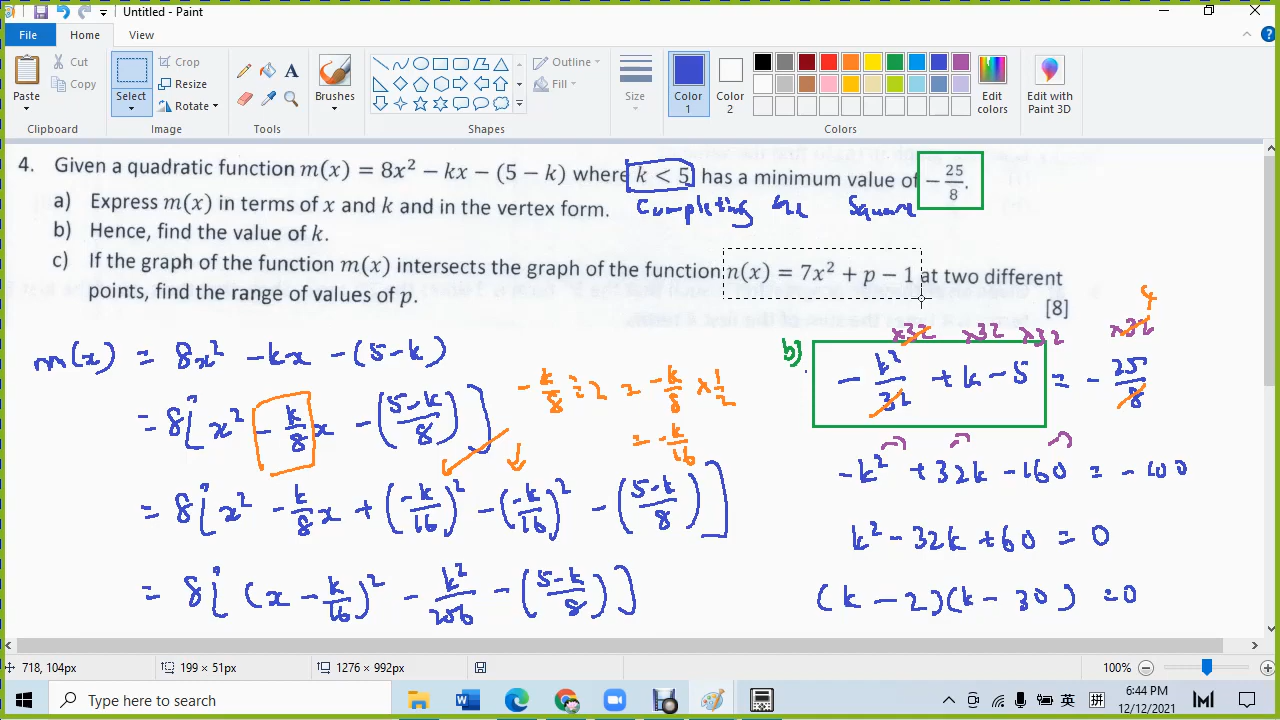 Untitled - Paint
File Home View
Paste Cut Copy Clipboard
Select Crop Resize Rotate Image
Tools
Brushes
Outline Fill Shapes
Size
Color 1 Color 2 Edit colors Colors
Edit with Paint 3D
4. Given a quadratic function m(x) = 8x² − kx − (5 − k) where k < 5 has a minimum value of − 25/8.
a) Express m(x) in terms of x and k and in the vertex form.
Completing the Square
b) Hence, find the value of k.
c) If the graph of the function m(x) intersects the graph of the function n(x) = 7x² + p − 1 at two different
points, find the range of values of p.
[8]
m(x) = 8x² − kx − (5−k)
= 8[x² − k/8 x − (5−k/8)]
− k/8 ÷ 2 = − k/8 × 1/2
= − k/16
= 8[x² − k/8 x + (−k/16)² − (−k/16)² − (5−k/8)]
= 8[(x − k/16)² − k²/256 − (5−k/8)]
×32 ×32 ×32 ×32 4
b) − k²/32 + k − 5 = − 25/8
−k² + 32k − 160 = − 100
k² − 32k + 60 = 0
(k − 2)(k − 30) = 0
718, 104px 199 × 51px 1276 × 992px 100%
Type here to search
英 拼 6:44 PM
12/12/2021